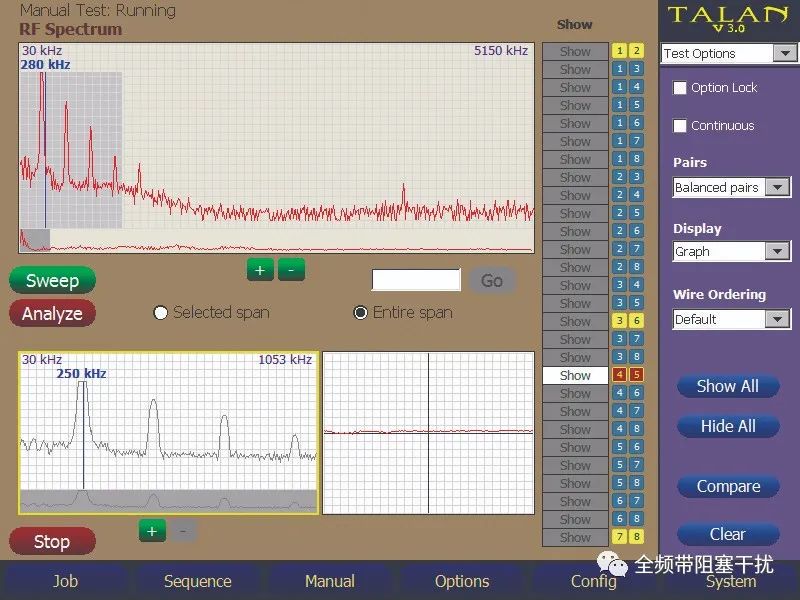 Manual Test: Running
RF Spectrum
Show
TALAN
v 3.0
30 kHz
5150 kHz
280 kHz
Test Options
Option Lock
Continuous
Pairs
Balanced pairs
Display
Graph
Wire Ordering
Default
Show All
Hide All
Compare
Clear
Show 1 2
Show 1 3
Show 1 4
Show 1 5
Show 1 6
Show 1 7
Show 1 8
Show 2 3
Show 2 4
Show 2 5
Show 2 6
Show 2 7
Show 2 8
Show 3 4
Show 3 5
Show 3 6
Show 3 7
Show 3 8
Show 4 5
Show 4 6
Show 4 7
Show 4 8
Show 5 6
Show 5 7
Show 5 8
Show 6 7
Show 6 8
Show 7 8
+ -
Go
Sweep
Analyze
Selected span
Entire span
30 kHz
1053 kHz
250 kHz
+ -
Stop
全频带阻塞干扰
Job
Sequence
Manual
Options
Config
System